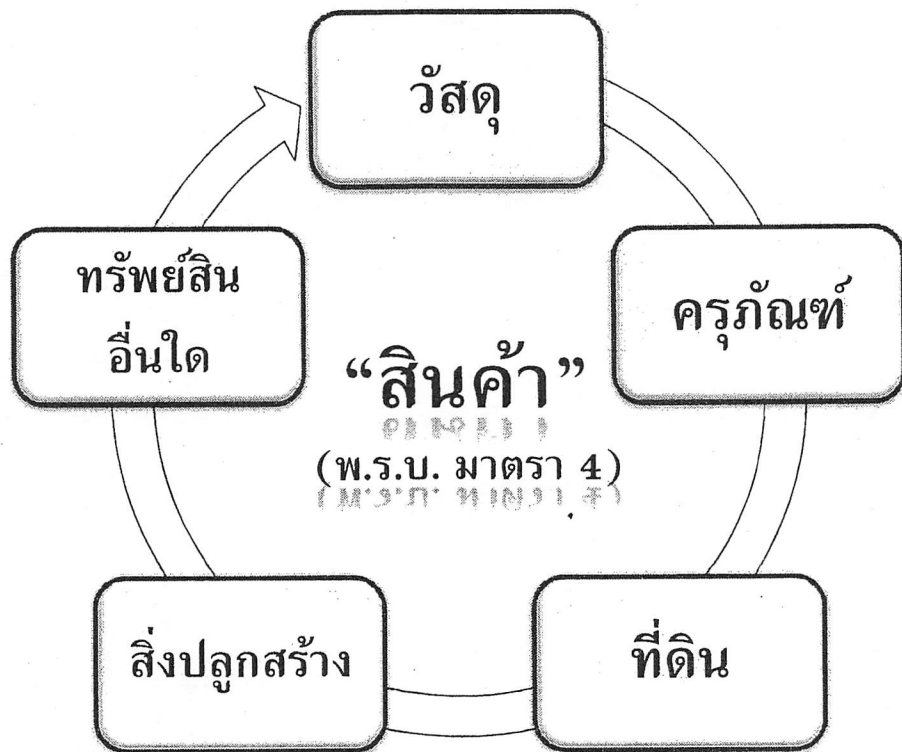 วัสดุ
ครุภัณฑ์
ที่ดิน
สิ่งปลูกสร้าง
ทรัพย์สิน
อื่นใด
“สินค้า”
(พ.ร.บ. มาตรา 4)